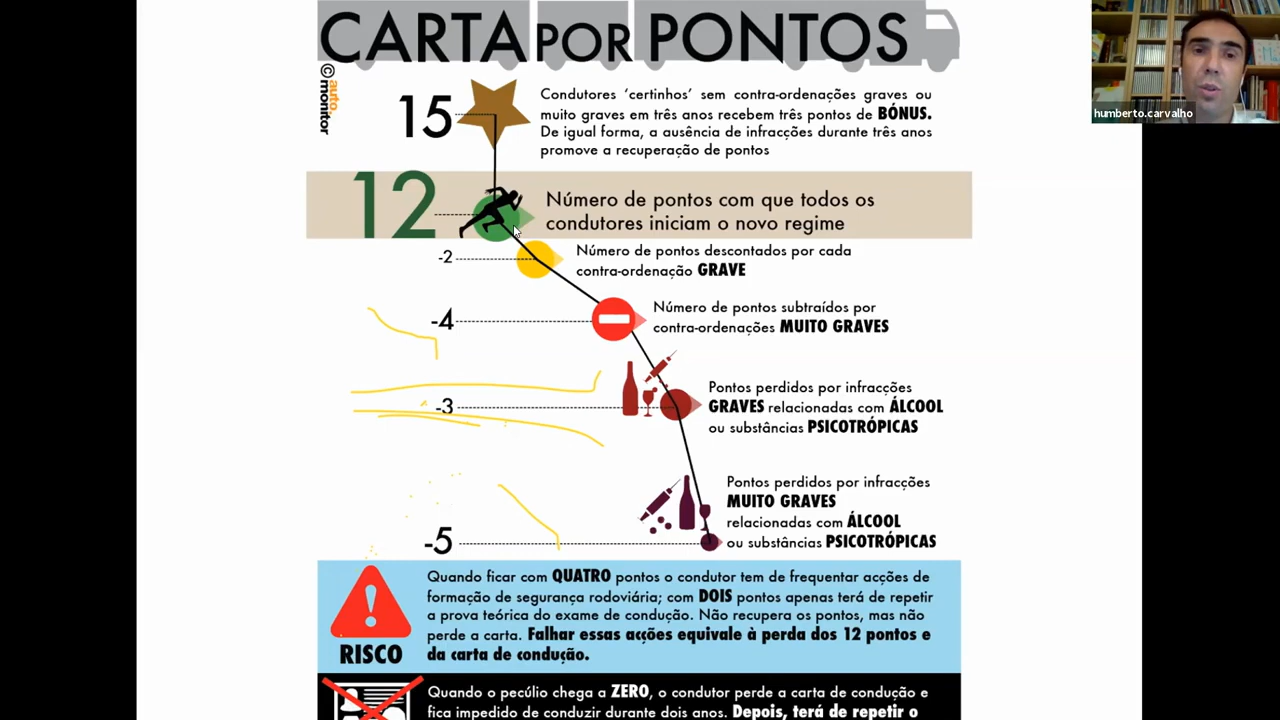 CARTA POR PONTOS
© auto.monitor
humberto.carvalho
15
Condutores ‘certinhos’ sem contra-ordenações graves ou
muito graves em três anos recebem três pontos de BÓNUS.
De igual forma, a ausência de infracções durante três anos
promove a recuperação de pontos
12
Número de pontos com que todos os
condutores iniciam o novo regime
-2
Número de pontos descontados por cada
contra-ordenação GRAVE
-4
Número de pontos subtraídos por
contra-ordenações MUITO GRAVES
-3
Pontos perdidos por infracções
GRAVES relacionadas com ÁLCOOL
ou substâncias PSICOTRÓPICAS
-5
Pontos perdidos por infracções
MUITO GRAVES
relacionadas com ÁLCOOL
ou substâncias PSICOTRÓPICAS
RISCO
Quando ficar com QUATRO pontos o condutor tem de frequentar acções de
formação de segurança rodoviária; com DOIS pontos apenas terá de repetir
a prova teórica do exame de condução. Não recupera os pontos, mas não
perde a carta. Falhar essas acções equivale à perda dos 12 pontos e
da carta de condução.
Quando o pecúlio chega a ZERO, o condutor perde a carta de condução e
fica impedido de conduzir durante dois anos. Depois, terá de repetir o